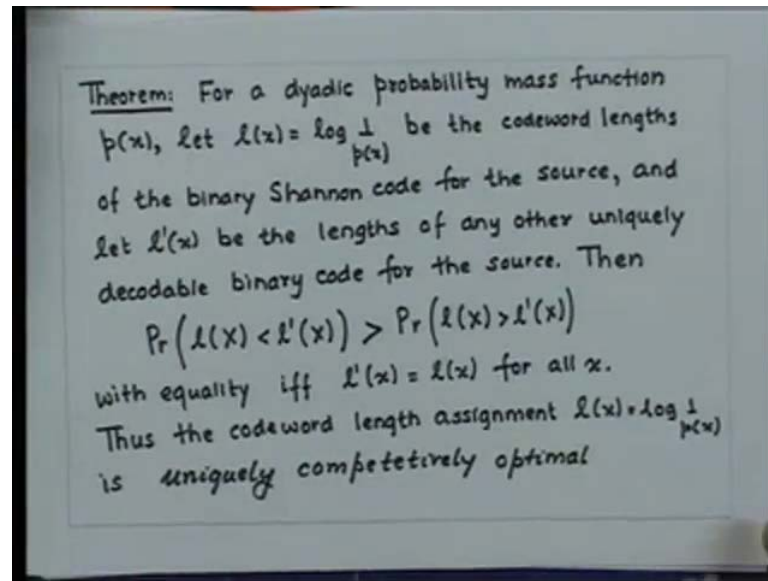 Theorem: For a dyadic probability mass function
p(x), let l(x) = log 1/p(x) be the codeword lengths
of the binary Shannon code for the source, and
let l'(x) be the lengths of any other uniquely
decodable binary code for the source. Then
Pr(l(X) < l'(X)) > Pr(l(X) > l'(X))
with equality iff l'(x) = l(x) for all x.
Thus the codeword length assignment l(x) = log 1/p(x)
is uniquely competetively optimal